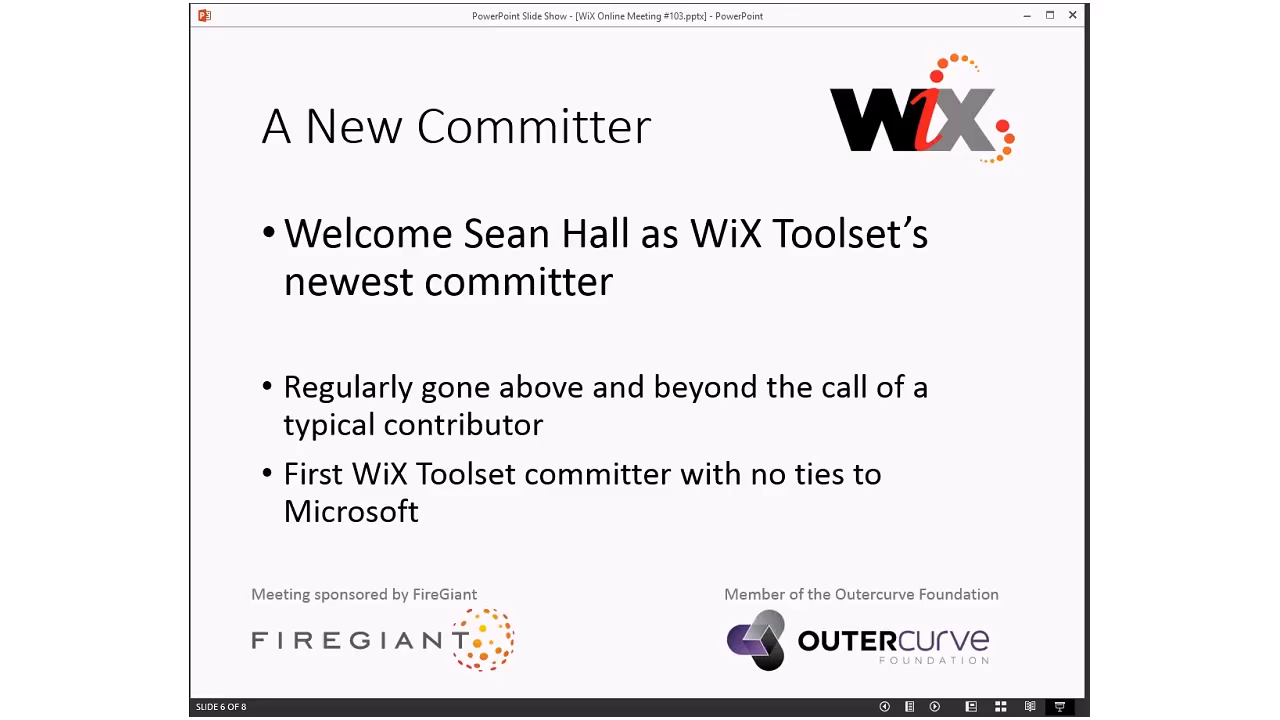 PowerPoint Slide Show - [WiX Online Meeting #103.pptx] - PowerPoint
WiX
A New Committer
• Welcome Sean Hall as WiX Toolset’s
newest committer
• Regularly gone above and beyond the call of a
typical contributor
• First WiX Toolset committer with no ties to
Microsoft
Meeting sponsored by FireGiant
FIREGIANT
Member of the Outercurve Foundation
OUTERCURVE
FOUNDATION
SLIDE 6 OF 8